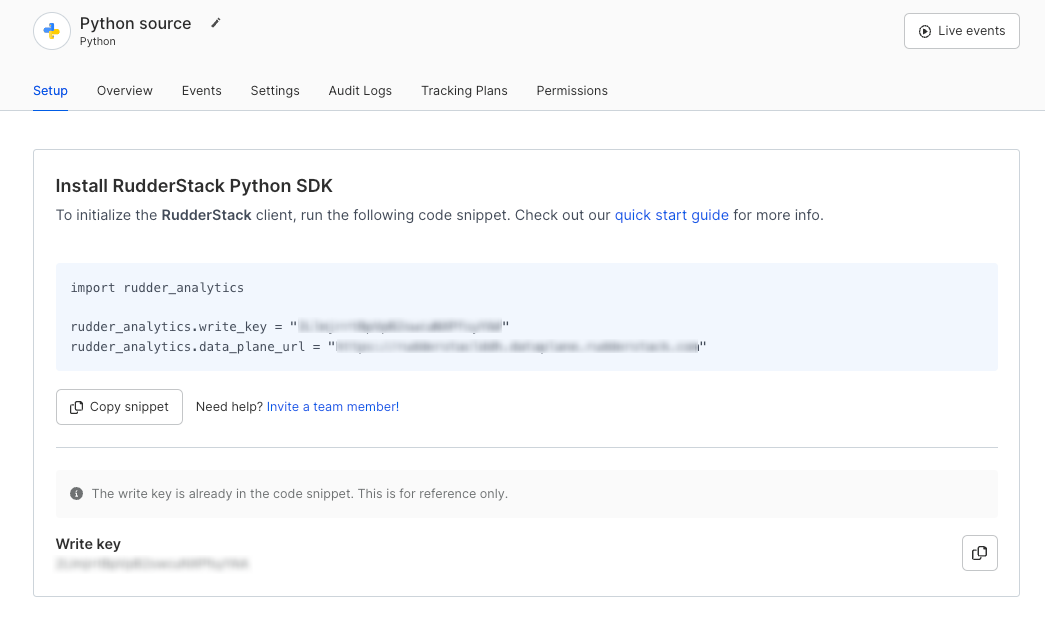 Python source
Python
Live events
Setup Overview Events Settings Audit Logs Tracking Plans Permissions
Install RudderStack Python SDK
To initialize the RudderStack client, run the following code snippet. Check out our quick start guide for more info.
import rudder_analytics
rudder_analytics.write_key = " "
rudder_analytics.data_plane_url = " "
Copy snippet Need help? Invite a team member!
The write key is already in the code snippet. This is for reference only.
Write key